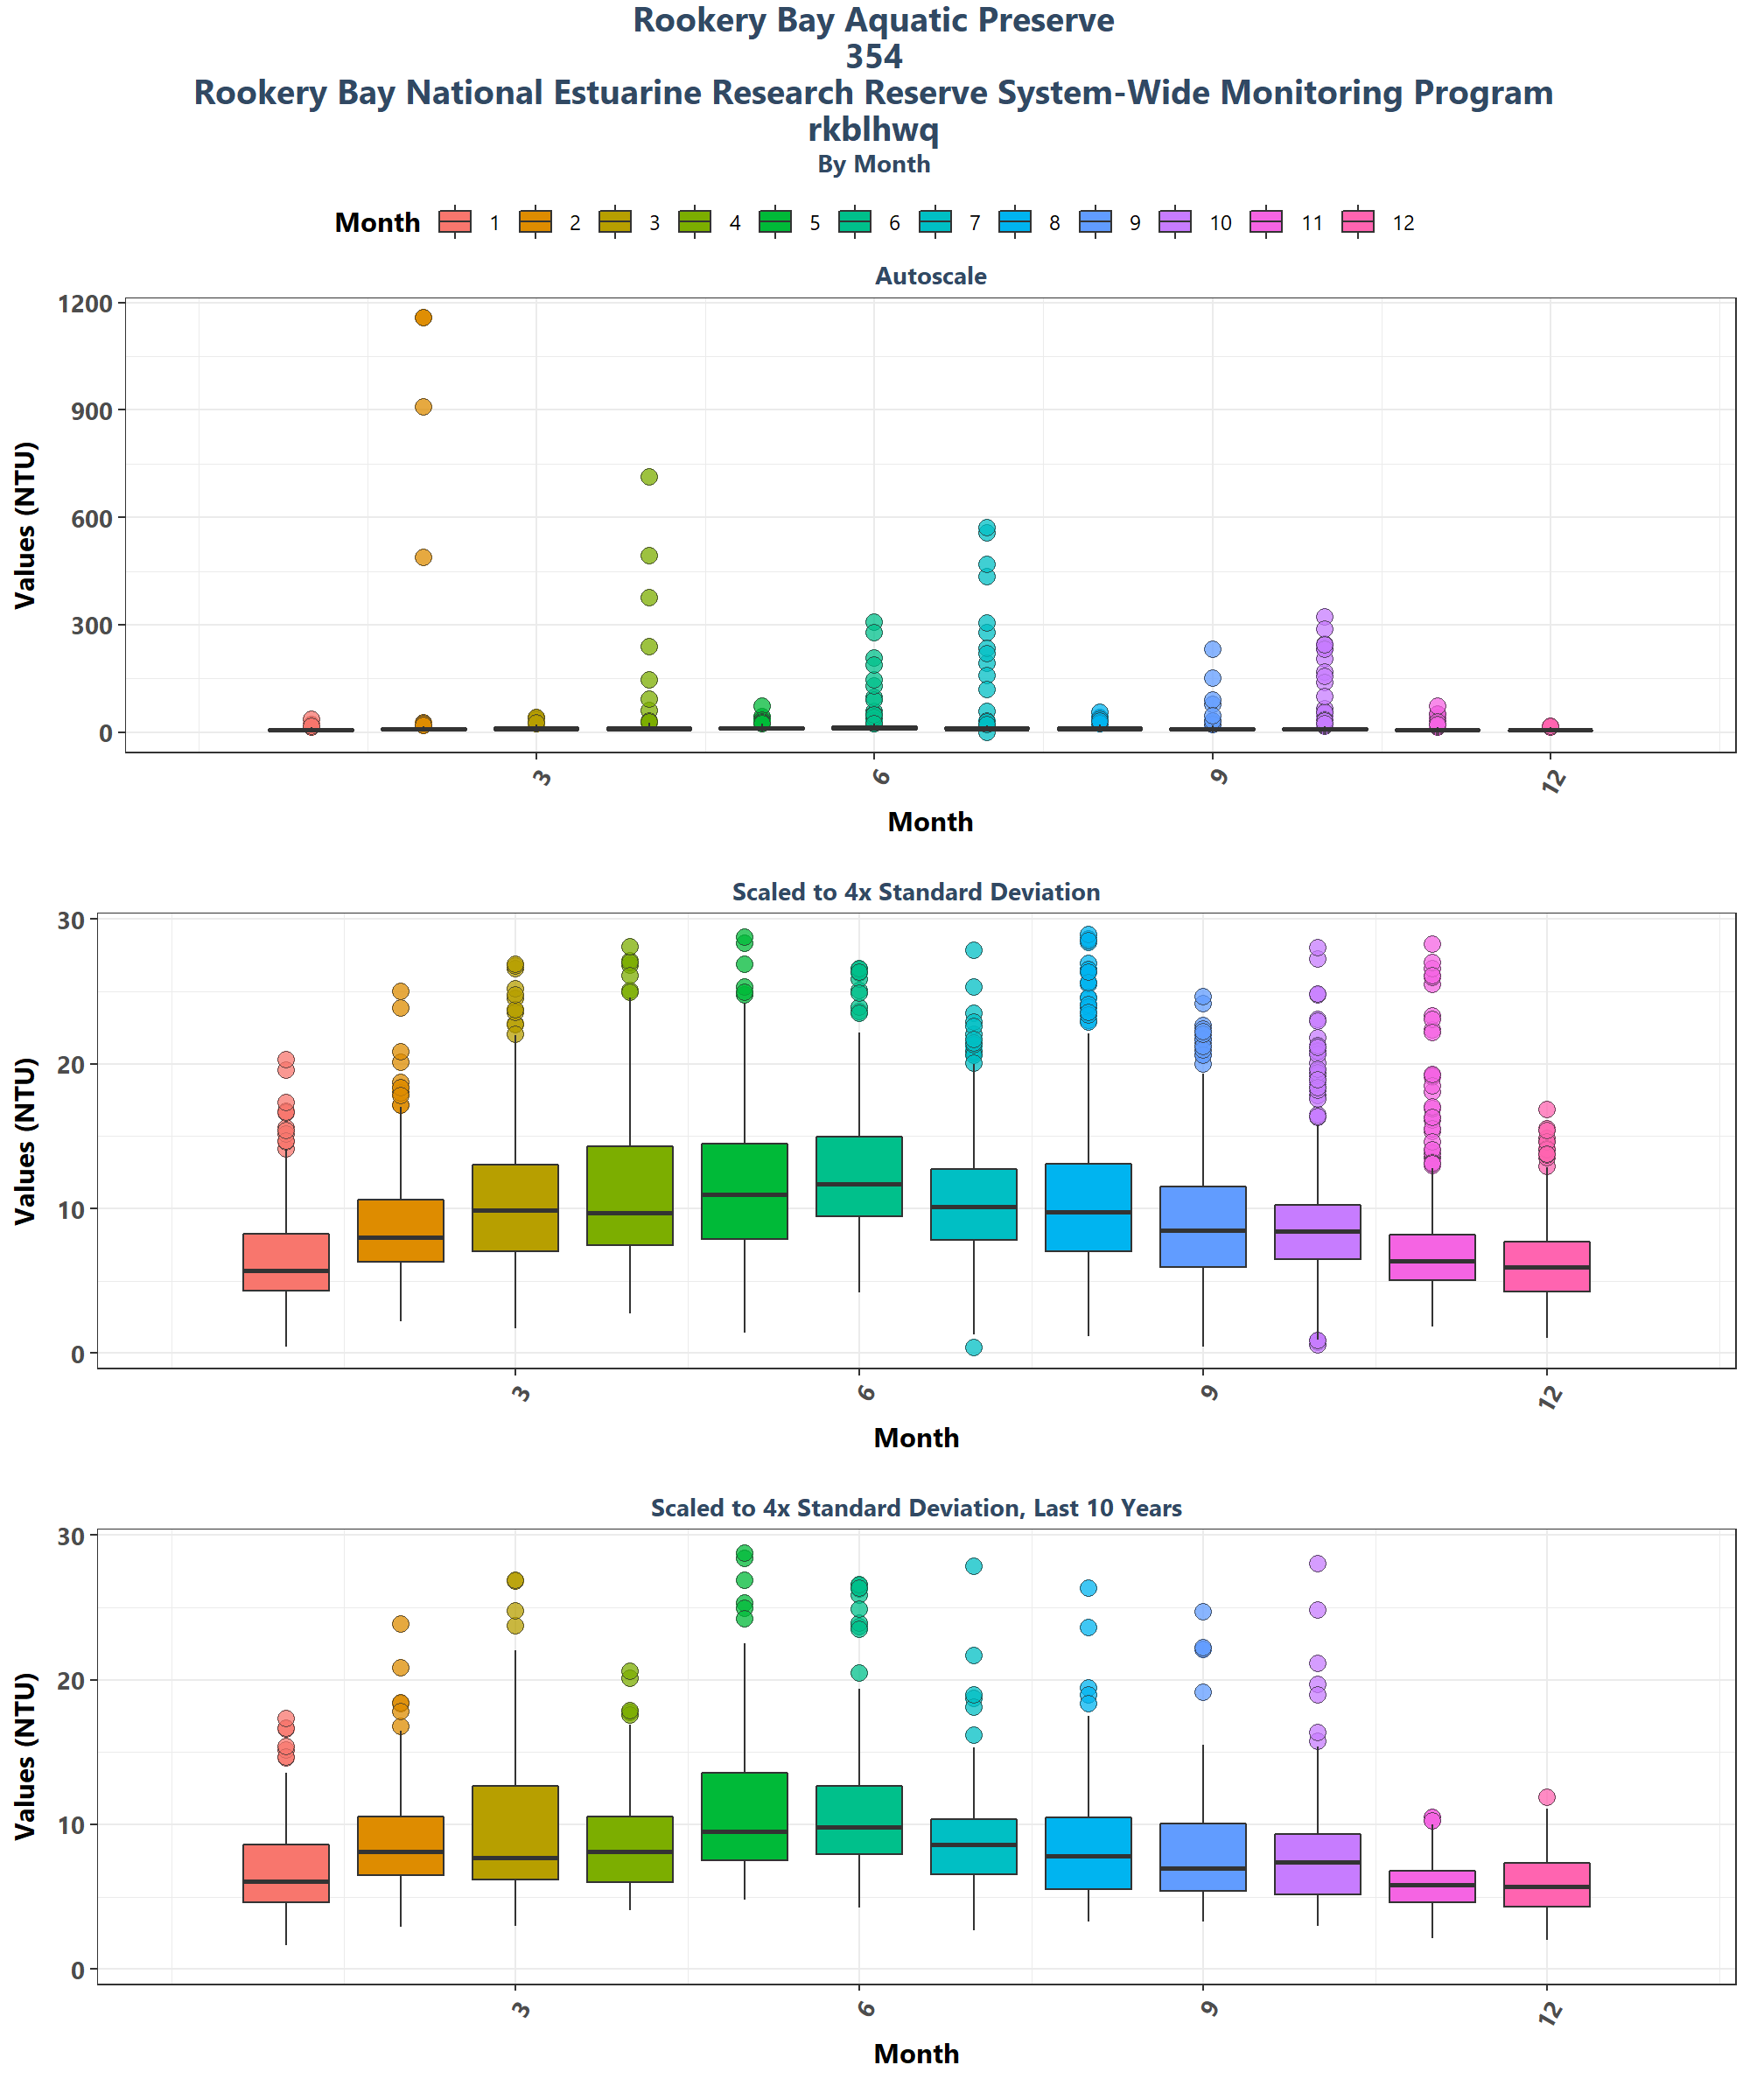 Rookery Bay Aquatic Preserve
354
Rookery Bay National Estuarine Research Reserve System-Wide Monitoring Program
rkblhwq
By Month
Month 1 2 3 4 5 6 7 8 9 10 11 12
Autoscale
1200
900
600
300
0
Values (NTU)
3 6 9 12
Month
Scaled to 4x Standard Deviation
30
20
10
0
Values (NTU)
3 6 9 12
Month
Scaled to 4x Standard Deviation, Last 10 Years
30
20
10
0
Values (NTU)
3 6 9 12
Month